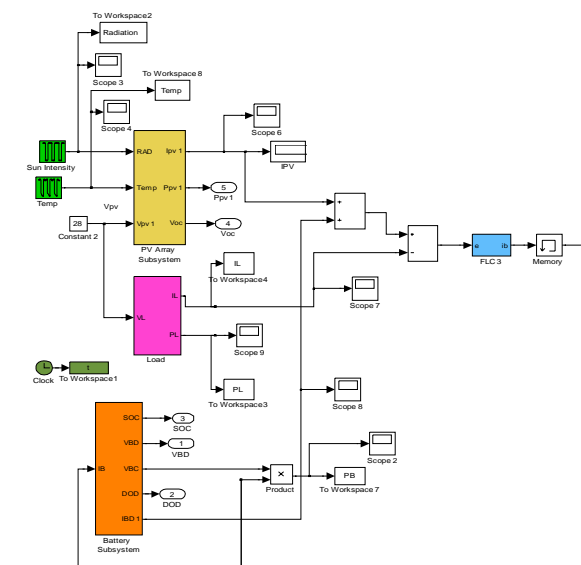 To Workspace2
Radiation
Scope 3
To Workspace 8
Temp
Scope 4
Scope 6
Sun Intensity
RAD
Ipv 1
IPV
Temp
Temp
Ppv 1
5
Ppv 1
Vpv
28
Constant 2
Vpv 1
Voc
4
Voc
PV Array
Subsystem
+
+
+
-
e
ib
FLC 3
Memory
IL
To Workspace4
IL
Scope 7
VL
PL
Scope 9
Load
Clock
t
To Workspace1
PL
To Workspace3
Scope 8
SOC
3
SOC
VBD
1
VBD
Scope 2
IB
VBC
×
Product
PB
To Workspace 7
DOD
2
DOD
IBD 1
Battery
Subsystem